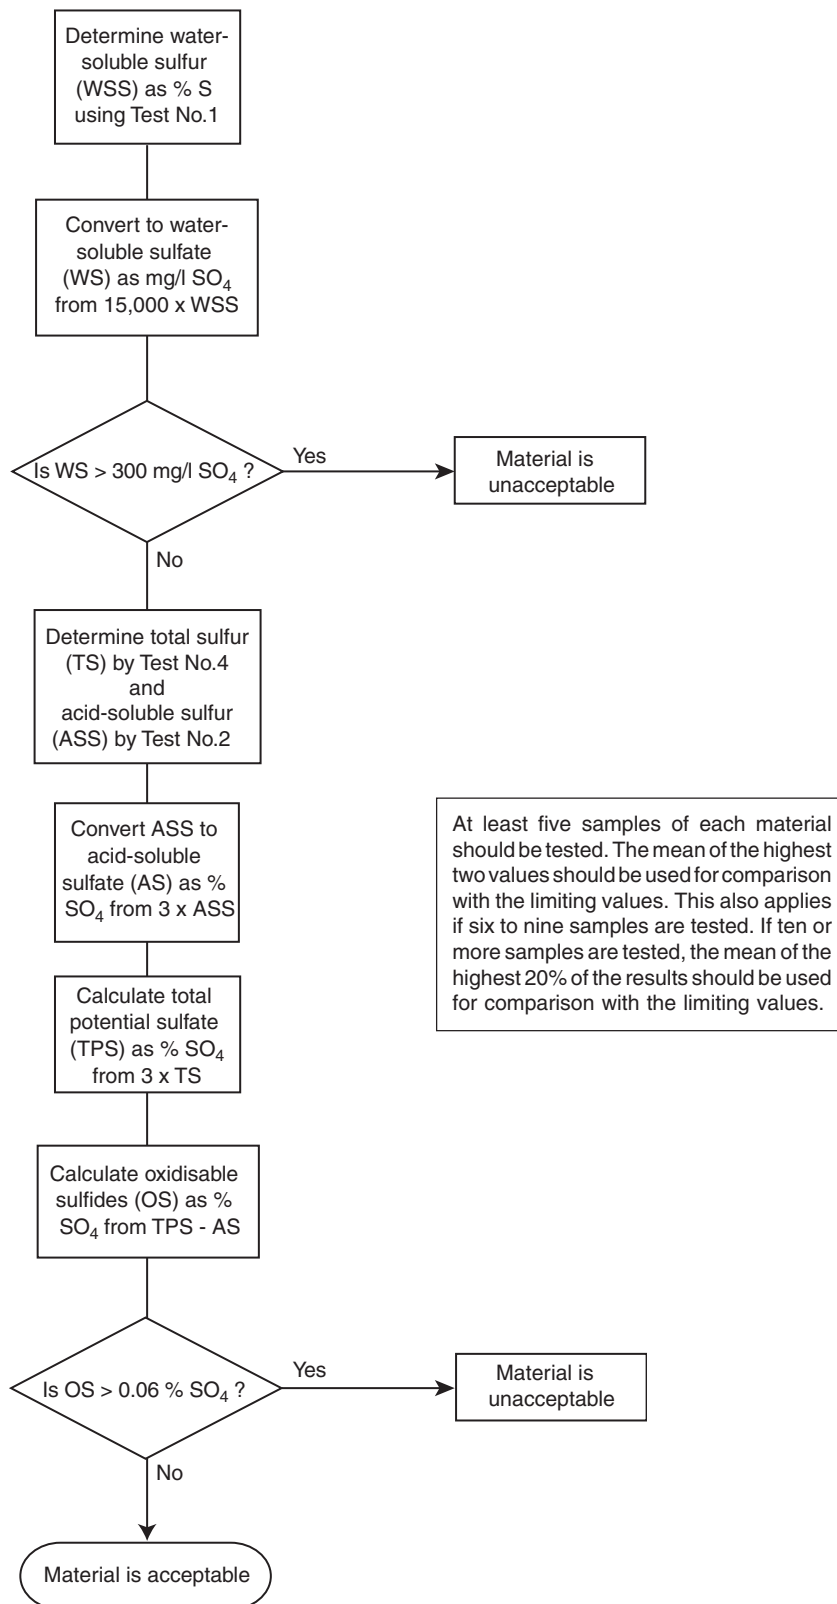 Determine water-
soluble sulfur
(WSS) as % S
using Test No.1
Convert to water-
soluble sulfate
(WS) as mg/l SO₄
from 15,000 x WSS
Is WS > 300 mg/l SO₄ ?
Yes
Material is
unacceptable
No
Determine total sulfur
(TS) by Test No.4
and
acid-soluble sulfur
(ASS) by Test No.2
Convert ASS to
acid-soluble
sulfate (AS) as %
SO₄ from 3 x ASS
At least five samples of each material
should be tested. The mean of the highest
two values should be used for comparison
with the limiting values. This also applies
if six to nine samples are tested. If ten or
more samples are tested, the mean of the
highest 20% of the results should be used
for comparison with the limiting values.
Calculate total
potential sulfate
(TPS) as % SO₄
from 3 x TS
Calculate oxidisable
sulfides (OS) as %
SO₄ from TPS - AS
Is OS > 0.06 % SO₄ ?
Yes
Material is
unacceptable
No
Material is acceptable